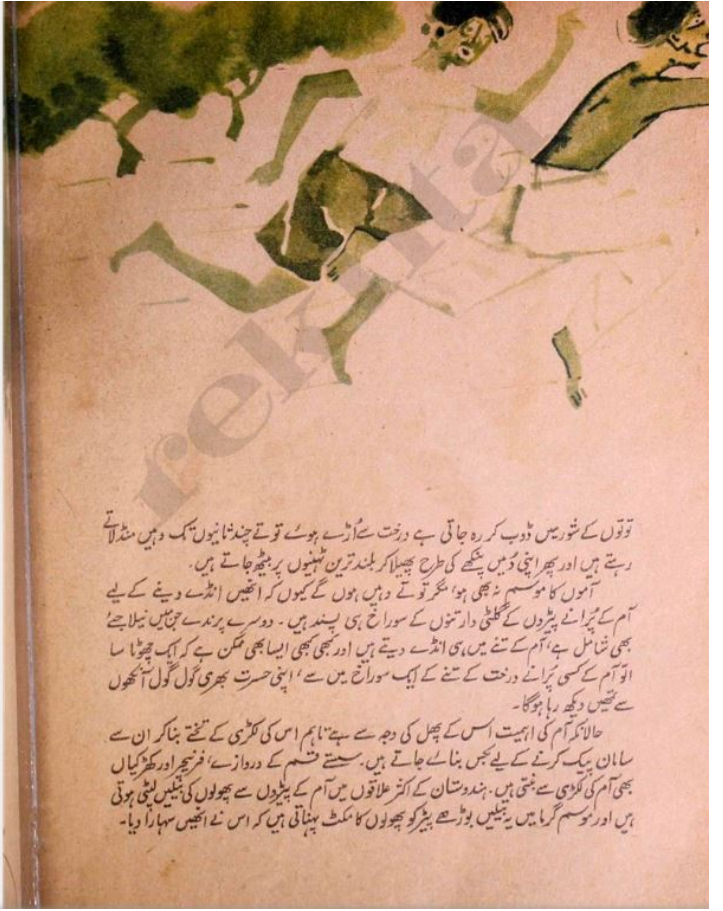 rekhta
توتوں کے شور میں ڈوب کر رہ جاتی ہے درخت سے اُڑے ہوئے توتے چند ثانیوں تک وہیں منڈلاتے
رہتے ہیں اور پھر اپنی دُمیں پنکھے کی طرح پھیلا کر بلند ترین ٹہنیوں پر بیٹھ جاتے ہیں۔
آموں کا موسم نہ بھی ہو، مگر توتے وہیں ہوں گے کیوں کہ انھیں انڈے دینے کے لیے
آم کے پُرانے پیڑوں کے گلٹی دار تنوں کے سوراخ ہی پسند ہیں۔ دوسرے پرندے جن میں نیلا
بھی شامل ہے، آم کے تنے میں ہی انڈے دیتے ہیں اور کبھی کبھی ایسا بھی ممکن ہے کہ ایک چھوٹا سا
الّو آم کے کسی پُرانے درخت کے تنے کے ایک سوراخ میں سے، اپنی حسرت بھری گول گول آنکھوں
سے تمھیں دیکھ رہا ہوگا۔
حالانکہ آم کی اہمیت اس کے پھل کی وجہ سے ہے تاہم اس کی لکڑی کے تختے بناکر ان سے
سامان پیک کرنے کے لیے بکس بنائے جاتے ہیں۔ سستے قسم کے دروازے، فرنیچر اور کھڑکیاں
بھی آم کی لکڑی سے بنتی ہیں۔ ہندوستان کے اکثر علاقوں میں آم کے پیڑوں سے پھولوں کی بیلیں لپٹی ہوتی
ہیں اور موسم گرما میں یہ بیلیں بوڑھے پیڑ کو پھولوں کا مکٹ پہناتی ہیں کہ اس نے انھیں سہارا دیا۔